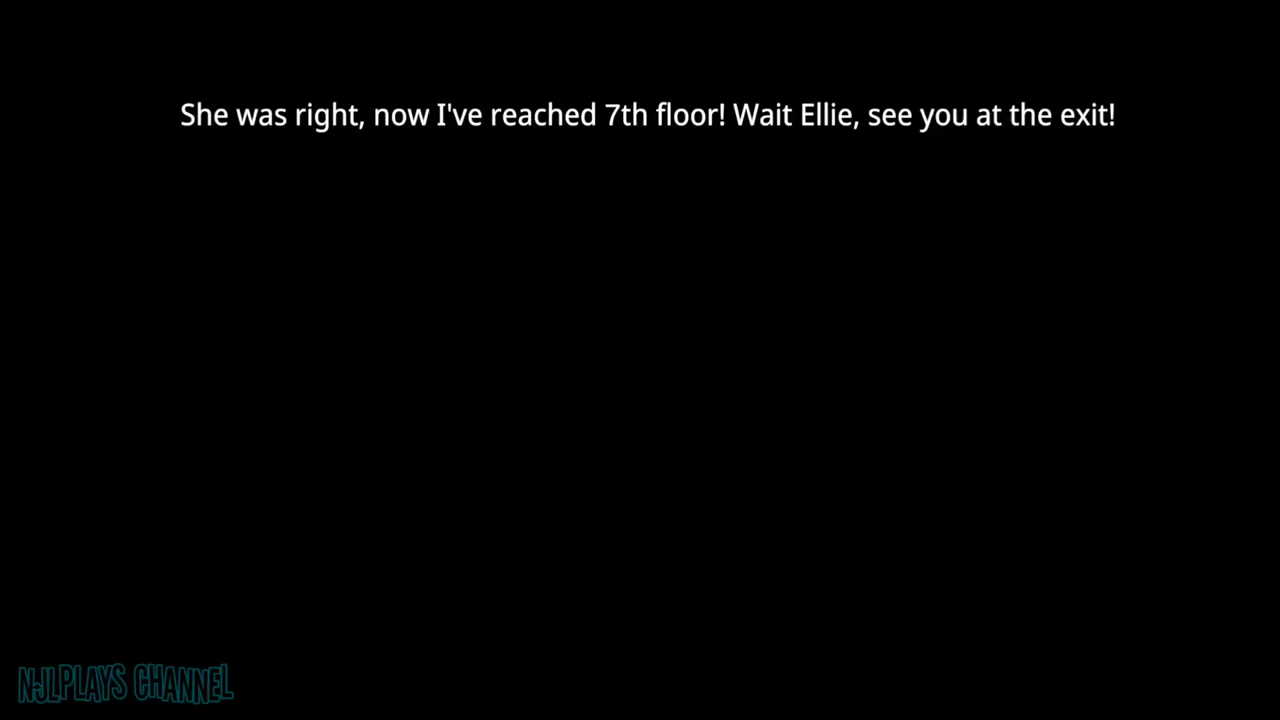 She was right, now I've reached 7th floor! Wait Ellie, see you at the exit!
NJLPLAYS CHANNEL